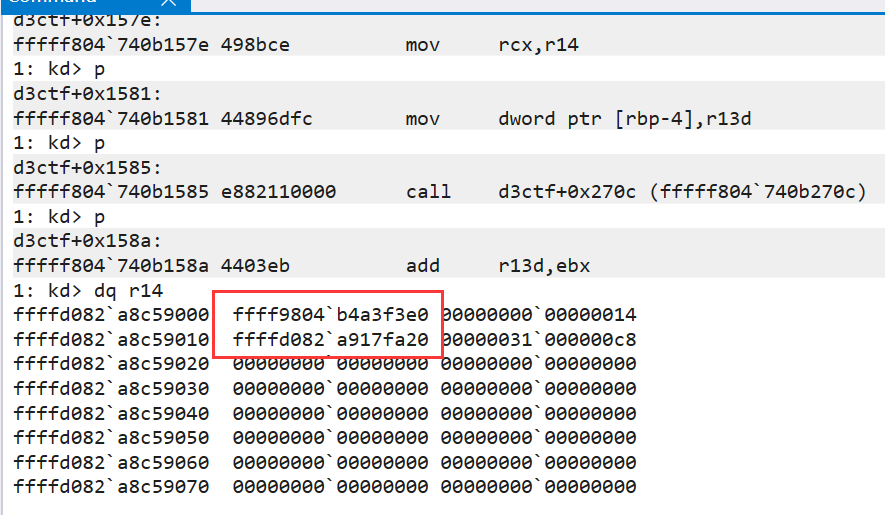 Command
d3ctf+0x157e:
fffff804`740b157e 498bce mov rcx,r14
1: kd> p
d3ctf+0x1581:
fffff804`740b1581 44896dfc mov dword ptr [rbp-4],r13d
1: kd> p
d3ctf+0x1585:
fffff804`740b1585 e882110000 call d3ctf+0x270c (fffff804`740b270c)
1: kd> p
d3ctf+0x158a:
fffff804`740b158a 4403eb add r13d,ebx
1: kd> dq r14
ffffd082`a8c59000 ffff9804`b4a3f3e0 00000000`00000014
ffffd082`a8c59010 ffffd082`a917fa20 00000031`000000c8
ffffd082`a8c59020 00000000`00000000 00000000`00000000
ffffd082`a8c59030 00000000`00000000 00000000`00000000
ffffd082`a8c59040 00000000`00000000 00000000`00000000
ffffd082`a8c59050 00000000`00000000 00000000`00000000
ffffd082`a8c59060 00000000`00000000 00000000`00000000
ffffd082`a8c59070 00000000`00000000 00000000`00000000